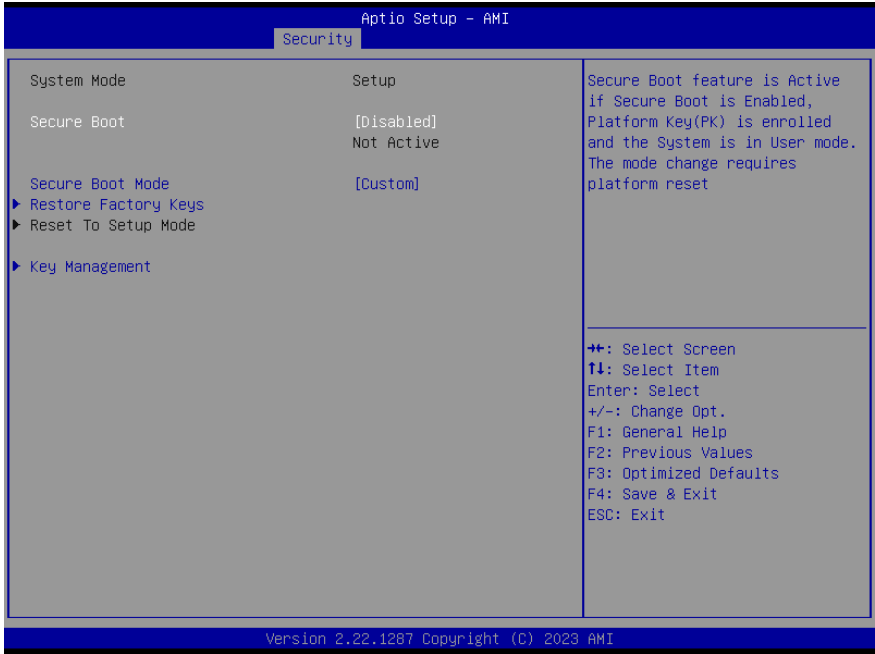 Aptio Setup – AMI
Security
System Mode Setup
Secure Boot [Disabled]
Not Active
Secure Boot Mode [Custom]
Restore Factory Keys
Reset To Setup Mode
Key Management
Secure Boot feature is Active
if Secure Boot is Enabled,
Platform Key(PK) is enrolled
and the System is in User mode.
The mode change requires
platform reset
→←: Select Screen
↑↓: Select Item
Enter: Select
+/-: Change Opt.
F1: General Help
F2: Previous Values
F3: Optimized Defaults
F4: Save & Exit
ESC: Exit
Version 2.22.1287 Copyright (C) 2023 AMI